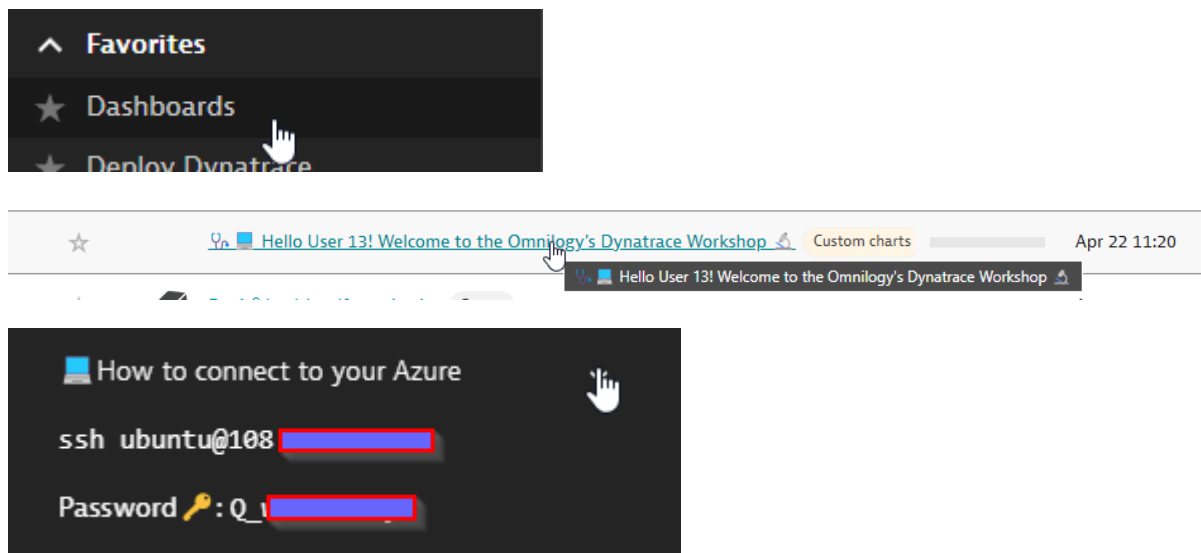 Favorites
Dashboards
Deploy Dynatrace
Hello User 13! Welcome to the Omnilogy's Dynatrace Workshop Custom charts Apr 22 11:20
Hello User 13! Welcome to the Omnilogy's Dynatrace Workshop
How to connect to your Azure
ssh ubuntu@108
Password : Q_